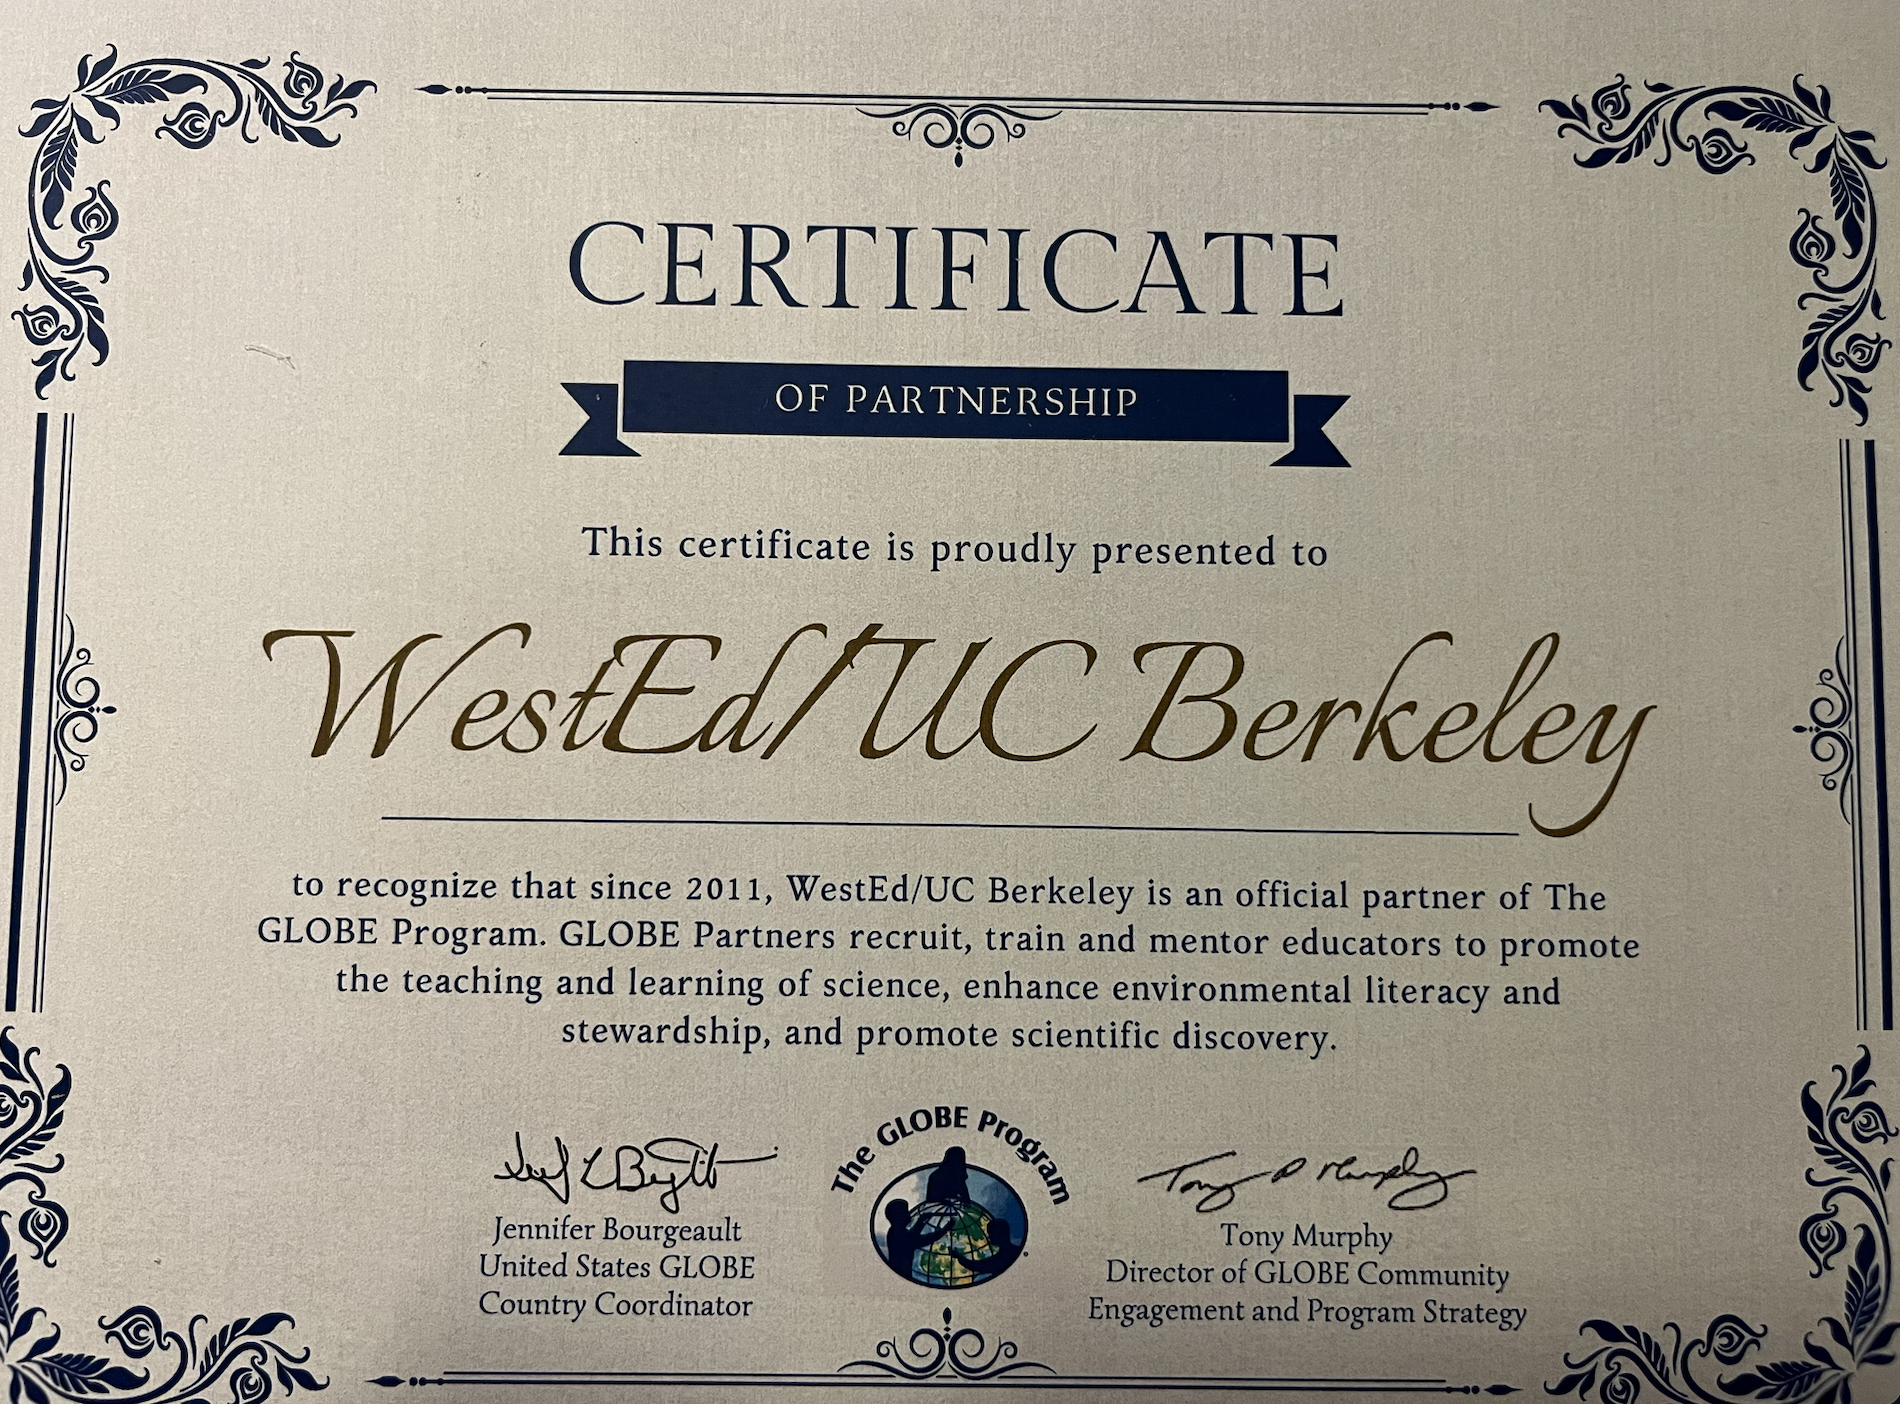 CERTIFICATE
OF PARTNERSHIP
This certificate is proudly presented to
WestEd/UC Berkeley
to recognize that since 2011, WestEd/UC Berkeley is an official partner of The
GLOBE Program. GLOBE Partners recruit, train and mentor educators to promote
the teaching and learning of science, enhance environmental literacy and
stewardship, and promote scientific discovery.
Jennifer Bourgeault
United States GLOBE
Country Coordinator
The GLOBE Program
Tony P Murphy
Tony Murphy
Director of GLOBE Community
Engagement and Program Strategy